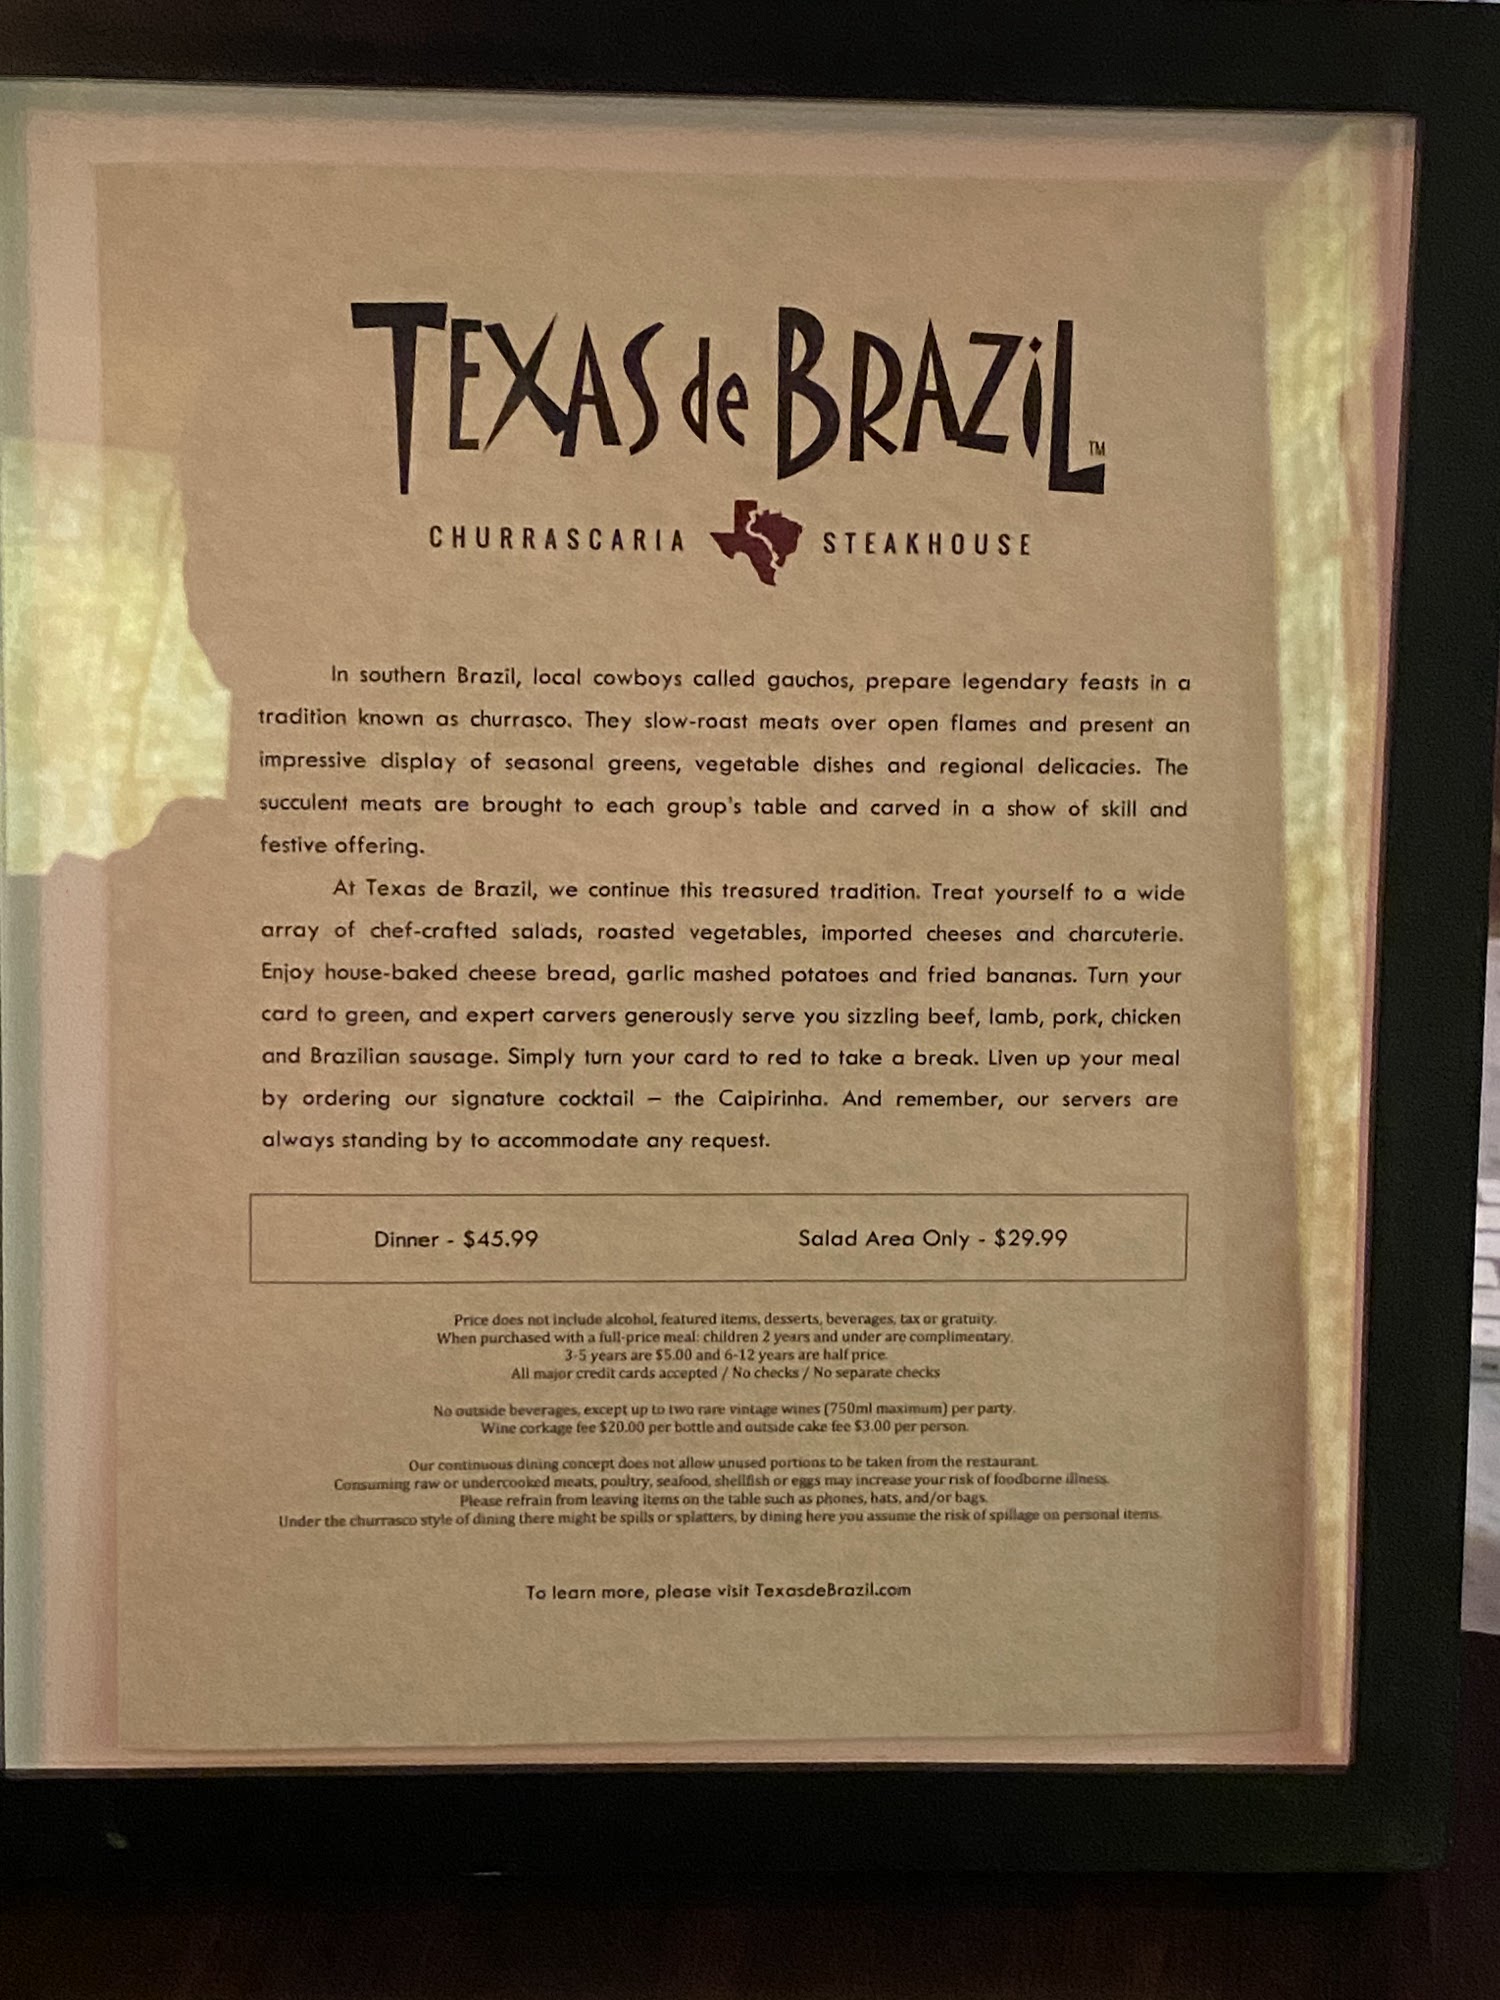 TEXAS de BRAZiL™
CHURRASCARIA STEAKHOUSE
In southern Brazil, local cowboys called gauchos, prepare legendary feasts in a
tradition known as churrasco. They slow-roast meats over open flames and present an
impressive display of seasonal greens, vegetable dishes and regional delicacies. The
succulent meats are brought to each group's table and carved in a show of skill and
festive offering.
At Texas de Brazil, we continue this treasured tradition. Treat yourself to a wide
array of chef-crafted salads, roasted vegetables, imported cheeses and charcuterie.
Enjoy house-baked cheese bread, garlic mashed potatoes and fried bananas. Turn your
card to green, and expert carvers generously serve you sizzling beef, lamb, pork, chicken
and Brazilian sausage. Simply turn your card to red to take a break. Liven up your meal
by ordering our signature cocktail – the Caipirinha. And remember, our servers are
always standing by to accommodate any request.
Dinner - $45.99 Salad Area Only - $29.99
Price does not include alcohol, featured items, desserts, beverages, tax or gratuity.
When purchased with a full-price meal: children 2 years and under are complimentary.
3-5 years are $5.00 and 6-12 years are half price.
All major credit cards accepted / No checks / No separate checks
No outside beverages, except up to two rare vintage wines (750ml maximum) per party.
Wine corkage fee $20.00 per bottle and outside cake fee $3.00 per person.
Our continuous dining concept does not allow unused portions to be taken from the restaurant.
Consuming raw or undercooked meats, poultry, seafood, shellfish or eggs may increase your risk of foodborne illness.
Please refrain from leaving items on the table such as phones, hats, and/or bags.
Under the churrasco style of dining there might be spills or splatters, by dining here you assume the risk of spillage on personal items.
To learn more, please visit TexasdeBrazil.com